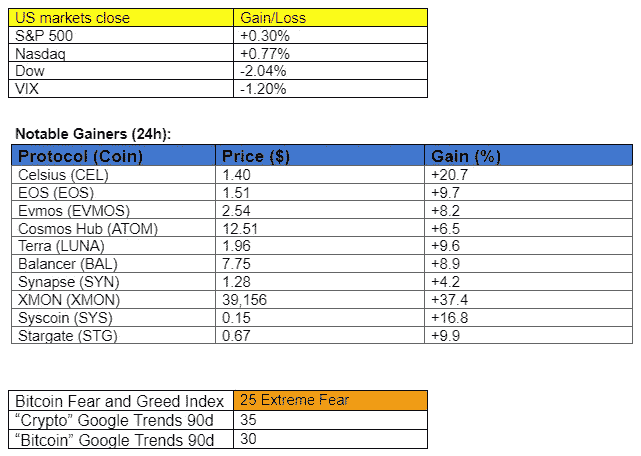 US markets close Gain/Loss
S&P 500 +0.30%
Nasdaq +0.77%
Dow -2.04%
VIX -1.20%
Notable Gainers (24h):
Protocol (Coin) Price ($) Gain (%)
Celsius (CEL) 1.40 +20.7
EOS (EOS) 1.51 +9.7
Evmos (EVMOS) 2.54 +8.2
Cosmos Hub (ATOM) 12.51 +6.5
Terra (LUNA) 1.96 +9.6
Balancer (BAL) 7.75 +8.9
Synapse (SYN) 1.28 +4.2
XMON (XMON) 39,156 +37.4
Syscoin (SYS) 0.15 +16.8
Stargate (STG) 0.67 +9.9
Bitcoin Fear and Greed Index 25 Extreme Fear
“Crypto” Google Trends 90d 35
“Bitcoin” Google Trends 90d 30